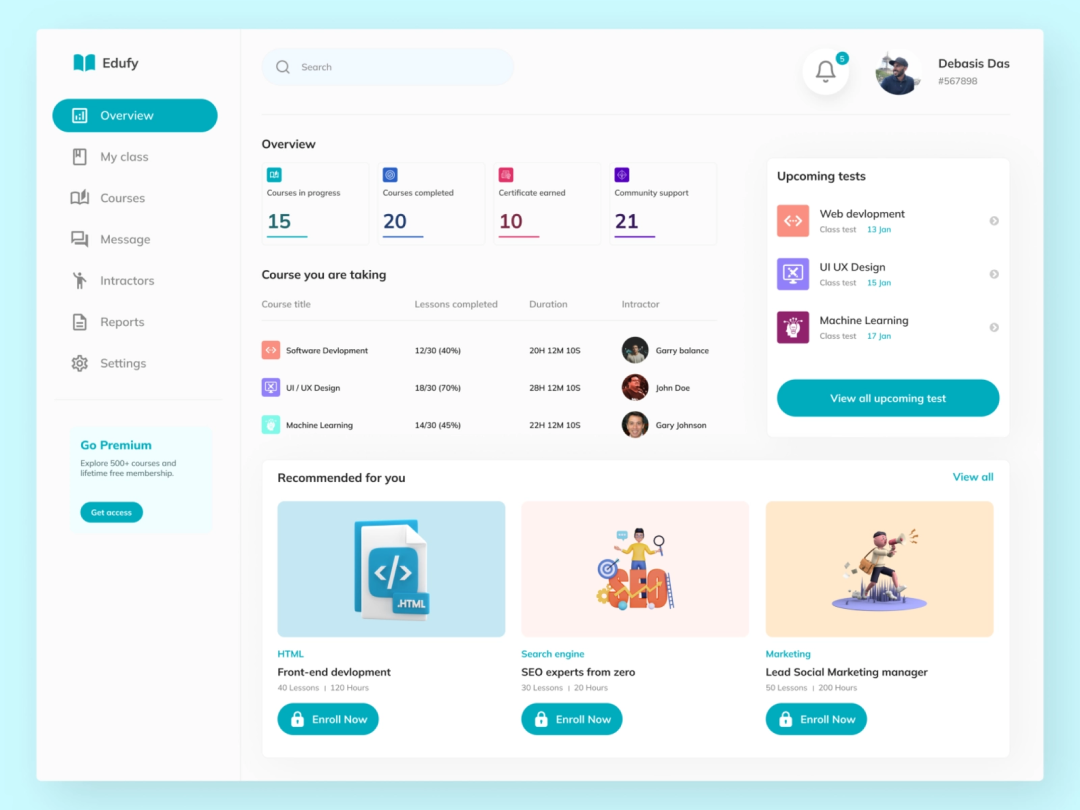 Edufy
Search
5
Debasis Das
#567898
Overview
My class
Courses
Message
Intractors
Reports
Settings
Go Premium
Explore 500+ courses and
lifetime free membership.
Get access
Overview
Courses in progress
15
Courses completed
20
Certificate earned
10
Community support
21
Course you are taking
Course title Lessons completed Duration Intractor
Software Devlopment 12/30 (40%) 20H 12M 10S Garry balance
UI / UX Design 18/30 (70%) 28H 12M 10S John Doe
Machine Learning 14/30 (45%) 22H 12M 10S Gary Johnson
Upcoming tests
Web devlopment
Class test 13 Jan
UI UX Design
Class test 15 Jan
Machine Learning
Class test 17 Jan
View all upcoming test
Recommended for you
View all
</>
.HTML
SEO
HTML
Front-end devlopment
40 Lessons | 120 Hours
Enroll Now
Search engine
SEO experts from zero
30 Lessons | 20 Hours
Enroll Now
Marketing
Lead Social Marketing manager
50 Lessons | 200 Hours
Enroll Now